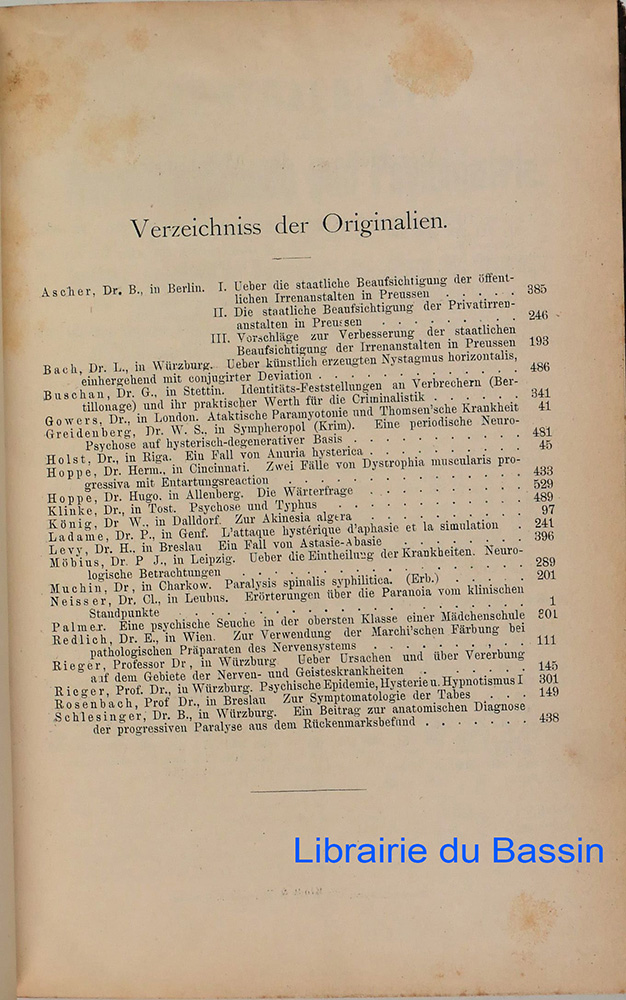 Verzeichniss der Originalien.
Ascher, Dr. B., in Berlin. I. Ueber die staatliche Beaufsichtigung der öffent-
lichen Irrenanstalten in Preussen . . . . . 385
II. Die staatliche Beaufsichtigung der Privatirren-
anstalten in Preussen . . . . . . . . 246
III. Vorschläge zur Verbesserung der staatlichen
Beaufsichtigung der Irrenanstalten in Preussen 193
Bach, Dr. L., in Würzburg. Ueber künstlich erzeugten Nystagmus horizontalis,
einhergehend mit conjugirter Deviation . . . . . . . . . 486
Buschan, Dr. G., in Stettin. Identitäts-Feststellungen an Verbrechern (Ber-
tillonage) und ihr praktischer Werth für die Criminalistik . . . . . 341
Gowers, Dr., in London. Ataktische Paramyotonie und Thomsen'sche Krankheit 41
Greidenberg, Dr. W. S., in Sympheropol (Krim). Eine periodische Neuro-
Psychose auf hysterisch-degenerativer Basis . . . . . . . . 481
Holst, Dr., in Riga. Ein Fall von Anuria hysterica . . . . . . . 45
Hoppe, Dr. Herm., in Cincinnati. Zwei Fälle von Dystrophia muscularis pro-
gressiva mit Entartungsreaction . . . . . . . . . . . 433
Hoppe, Dr. Hugo. in Allenberg. Die Wärterfrage . . . . . . . 529
Klinke, Dr., in Tost. Psychose und Typhus . . . . . . . . 489
König, Dr W., in Dalldorf. Zur Akinesia algera . . . . . . . 97
Ladame, Dr. P., in Genf. L'attaque hystérique d'aphasie et la simulation . 241
Levy, Dr. H., in Breslau Ein Fall von Astasie-Abasie . . . . . . 396
Möbius, Dr. P J., in Leipzig. Ueber die Eintheilung der Krankheiten. Neuro-
logische Betrachtungen . . . . . . . . . . . . . 289
Muchin, Dr, in Charkow. Paralysis spinalis syphilitica. (Erb.) . . . . . 201
Neisser, Dr. Cl., in Leubus. Erörterungen über die Paranoia vom klinischen
Standpunkte . . . . . . . . . . . . . . . . 1
Palmer. Eine psychische Seuche in der obersten Klasse einer Mädchenschule 301
Redlich, Dr. E., in Wien. Zur Verwendung der Marchi'schen Färbung bei
pathologischen Präparaten des Nervensystems . . . . . . . 111
Rieger, Professor Dr, in Würzburg Ueber Ursachen und über Vererbung
auf dem Gebiete der Nerven- und Geisteskrankheiten . . . . . . 145
Rieger, Prof. Dr., in Würzburg. Psychische Epidemie, Hysterie u. Hypnotismus I 301
Rosenbach, Prof Dr., in Breslau Zur Symptomatologie der Tabes . . . 149
Schlesinger, Dr. B., in Würzburg. Ein Beitrag zur anatomischen Diagnose
der progressiven Paralyse aus dem Rückenmarksbefund . . . . . . . 438
Librairie du Bassin